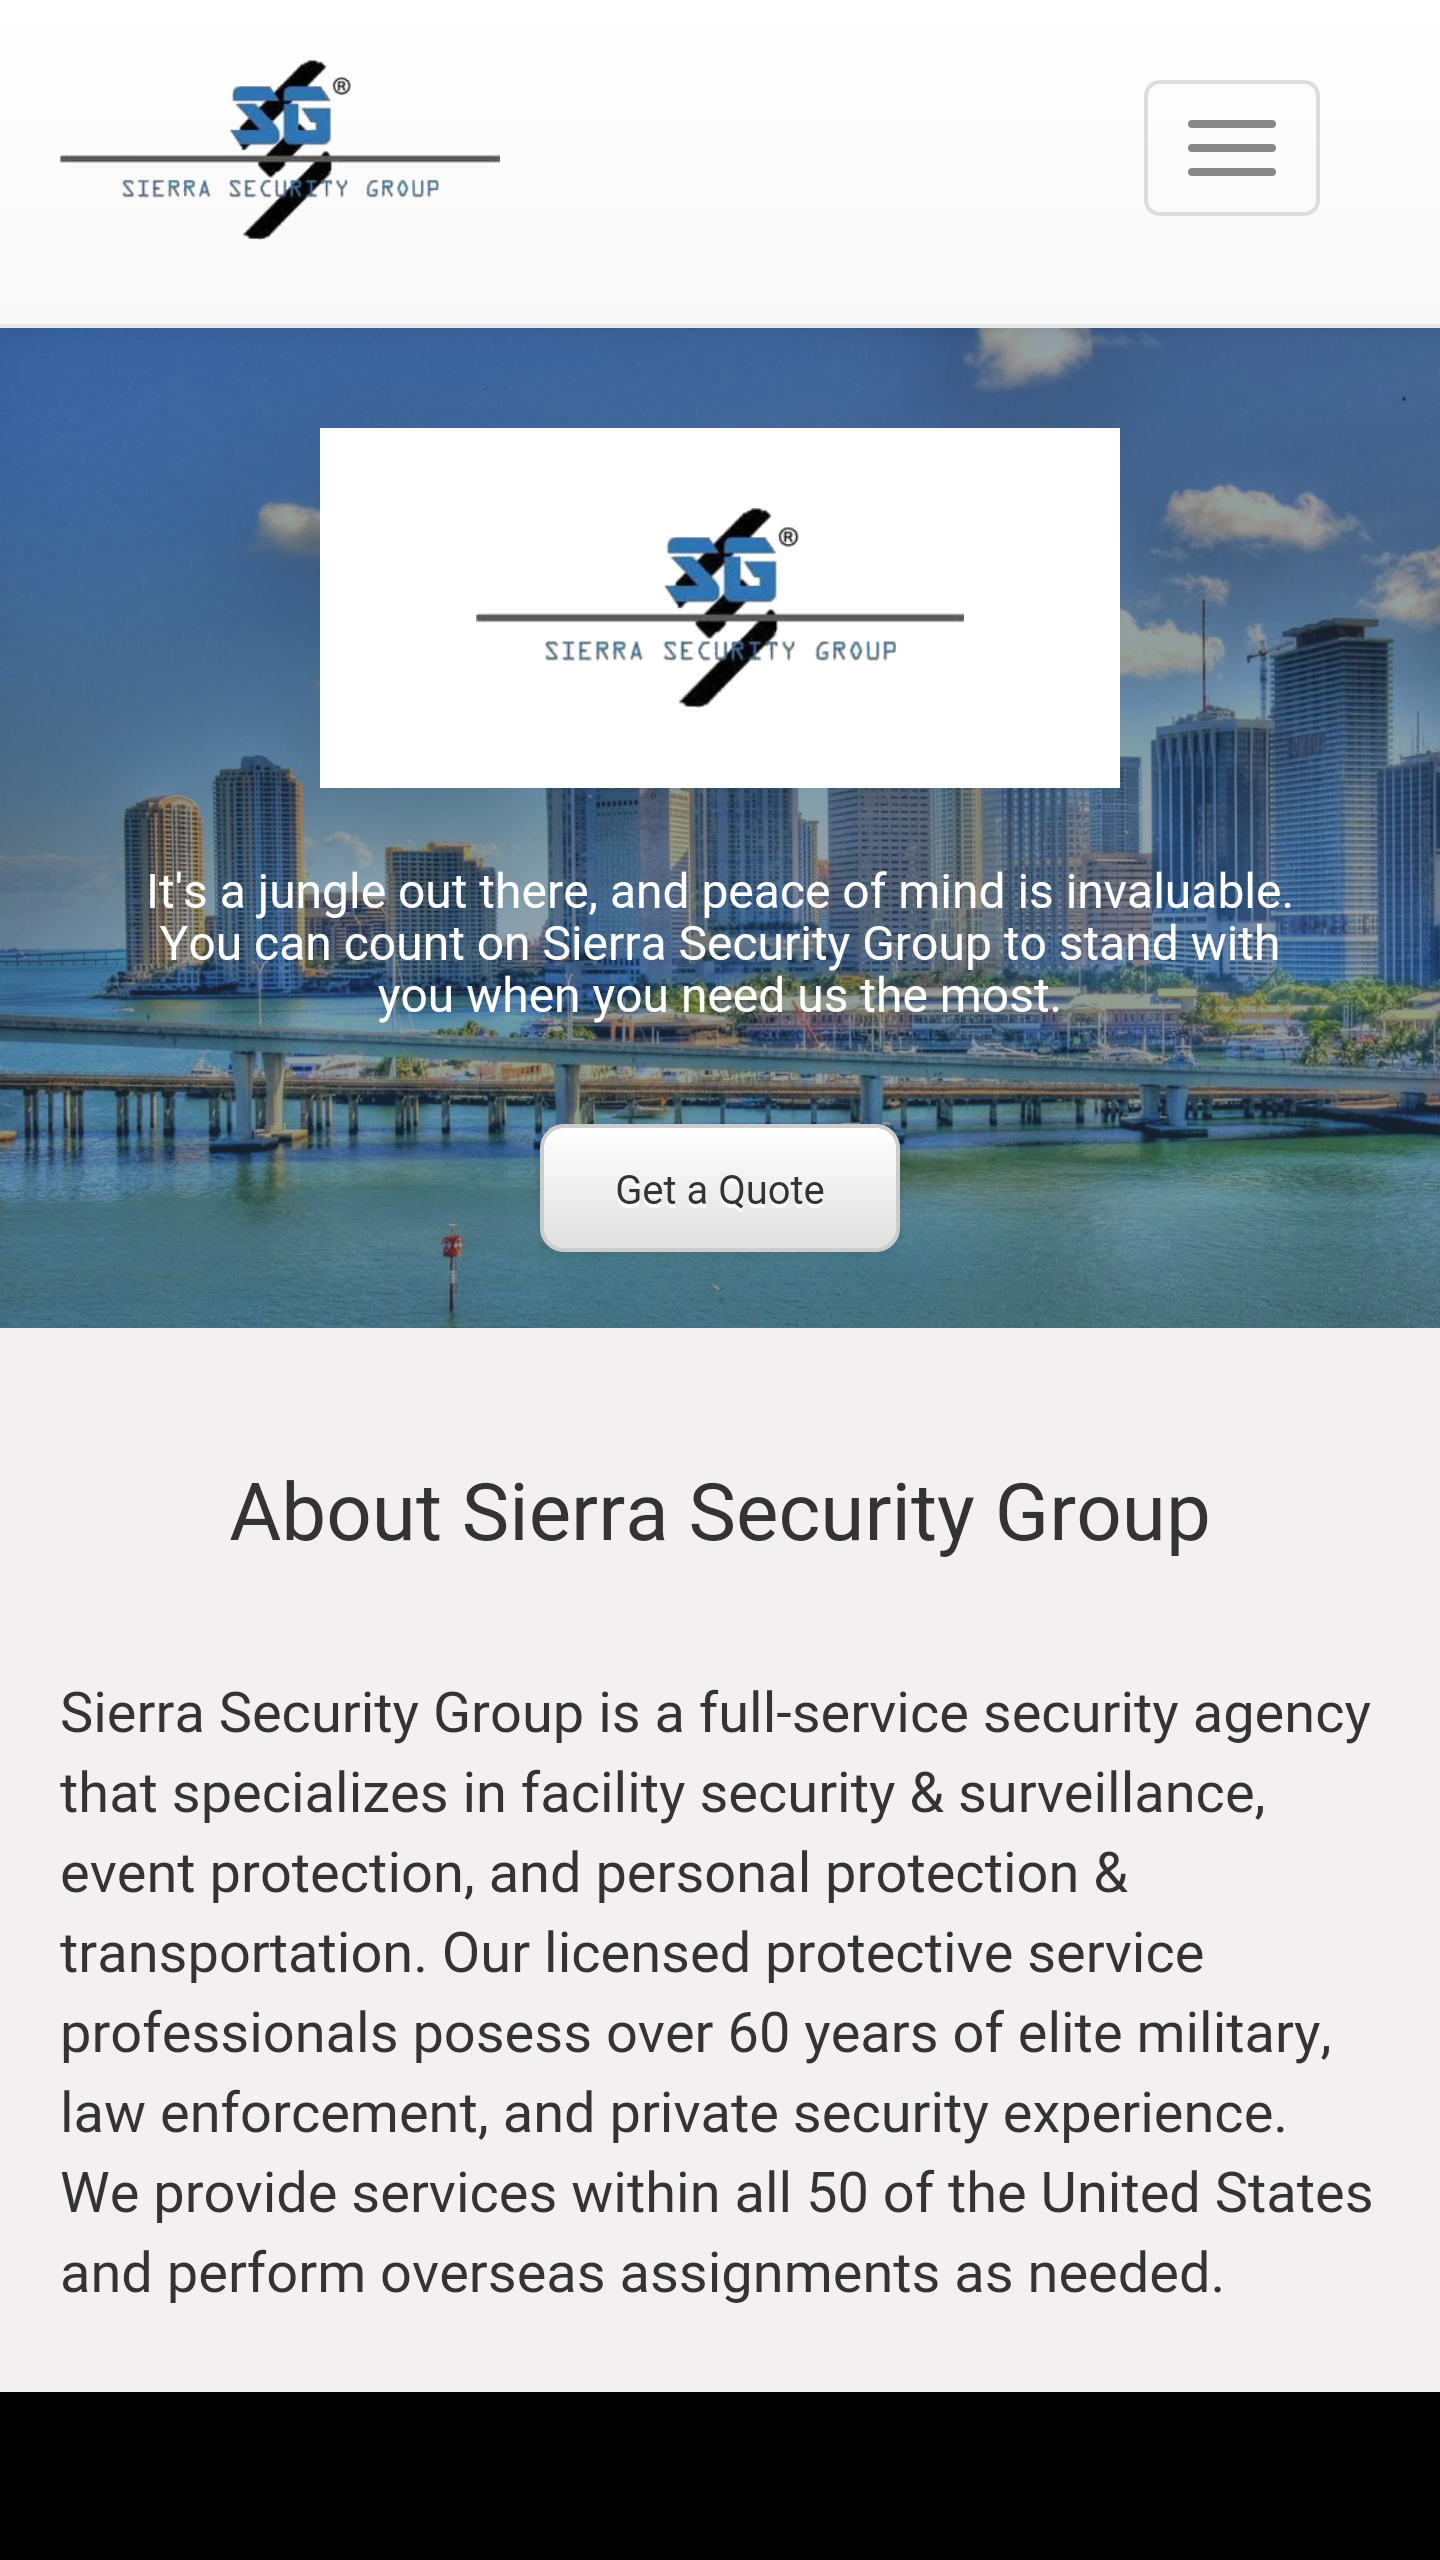 SG®
SIERRA SECURITY GROUP
SG®
SIERRA SECURITY GROUP
It's a jungle out there, and peace of mind is invaluable.
You can count on Sierra Security Group to stand with
you when you need us the most.
Get a Quote
About Sierra Security Group
Sierra Security Group is a full-service security agency
that specializes in facility security & surveillance,
event protection, and personal protection &
transportation. Our licensed protective service
professionals posess over 60 years of elite military,
law enforcement, and private security experience.
We provide services within all 50 of the United States
and perform overseas assignments as needed.